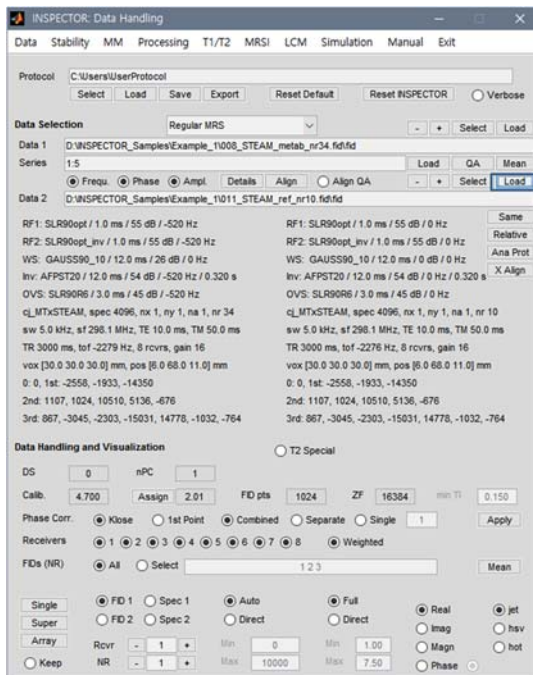 INSPECTOR: Data Handling
Data Stability MM Processing T1/T2 MRSI LCM Simulation Manual Exit
Protocol C:\Users\UserProtocol
Select Load Save Export Reset Default Reset INSPECTOR Verbose
Data Selection Regular MRS - + Select Load
Data 1 D:\INSPECTOR_Samples\Example_1\008_STEAM_metab_nr34.fid\fid
Series 1:5 Load QA Mean
Frequ. Phase Ampl. Details Align Align QA - + Select Load
Data 2 D:\INSPECTOR_Samples\Example_1\011_STEAM_ref_nr10.fid\fid
RF1: SLR90opt / 1.0 ms / 55 dB / -520 Hz RF1: SLR90opt / 1.0 ms / 55 dB / 0 Hz Same
RF2: SLR90opt_inv / 1.0 ms / 55 dB / -520 Hz RF2: SLR90opt_inv / 1.0 ms / 55 dB / 0 Hz Relative
WS: GAUSS90_10 / 12.0 ms / 26 dB / 0 Hz WS: GAUSS90_10 / 12.0 ms / 55 dB / 0 Hz Ana Prot
Inv: AFPST20 / 12.0 ms / 54 dB / -520 Hz / 0.320 s Inv: AFPST20 / 12.0 ms / 54 dB / 0 Hz / 0.320 s X Align
OVS: SLR90R6 / 3.0 ms / 45 dB / -520 Hz OVS: SLR90R6 / 3.0 ms / 45 dB / 0 Hz
cj_MTxSTEAM, spec 4096, nx 1, ny 1, na 1, nr 34 cj_MTxSTEAM, spec 4096, nx 1, ny 1, na 1, nr 10
sw 5.0 kHz, sf 298.1 MHz, TE 10.0 ms, TM 50.0 ms sw 5.0 kHz, sf 298.1 MHz, TE 10.0 ms, TM 50.0 ms
TR 3000 ms, tof -2279 Hz, 8 rcvrs, gain 16 TR 3000 ms, tof -2276 Hz, 8 rcvrs, gain 16
vox [30.0 30.0 30.0] mm, pos [6.0 68.0 11.0] mm vox [30.0 30.0 30.0] mm, pos [6.0 68.0 11.0] mm
0: 0, 1st: -2558, -1933, -14350 0: 0, 1st: -2558, -1933, -14350
2nd: 1107, 1024, 10510, 5136, -676 2nd: 1107, 1024, 10510, 5136, -676
3rd: 867, -3045, -2303, -15031, 14778, -1032, -764 3rd: 867, -3045, -2303, -15031, 14778, -1032, -764
Data Handling and Visualization T2 Special
DS 0 nPC 1
Calib. 4.700 Assign 2.01 FID pts 1024 ZF 16384 min TI 0.150
Phase Corr. Klose 1st Point Combined Separate Single 1 Apply
Receivers 1 2 3 4 5 6 7 8 Weighted
FIDs (NR) All Select 1 2 3 Mean
Single FID 1 Spec 1 Auto Full Real jet
Super FID 2 Spec 2 Direct Direct Imag hsv
Array Rcvr - 1 + Min 0 Min 1.00 Magn hot
Keep NR - 1 + Max 10000 Max 7.50 Phase